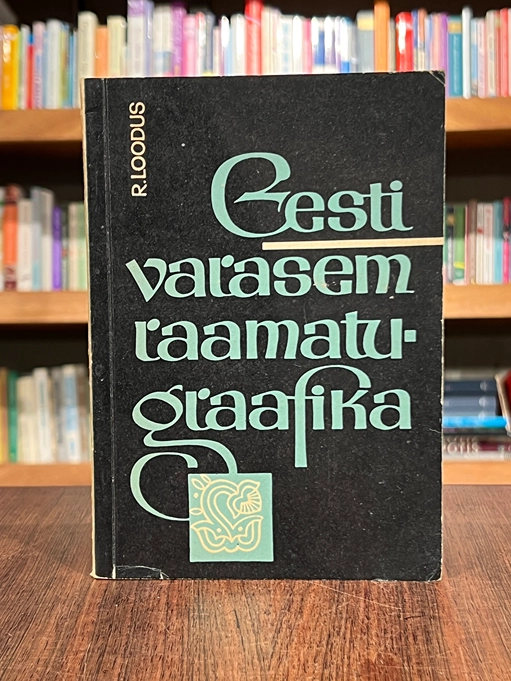 R.LOODUS
Eesti
varasem
raamatu-
graafika